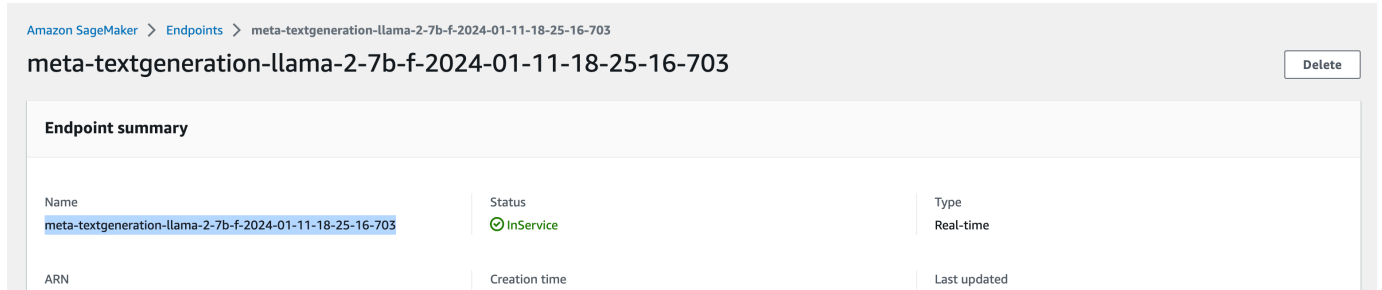 Amazon SageMaker > Endpoints > meta-textgeneration-llama-2-7b-f-2024-01-11-18-25-16-703
meta-textgeneration-llama-2-7b-f-2024-01-11-18-25-16-703
Delete
Endpoint summary
Name
meta-textgeneration-llama-2-7b-f-2024-01-11-18-25-16-703
Status
InService
Type
Real-time
ARN
Creation time
Last updated